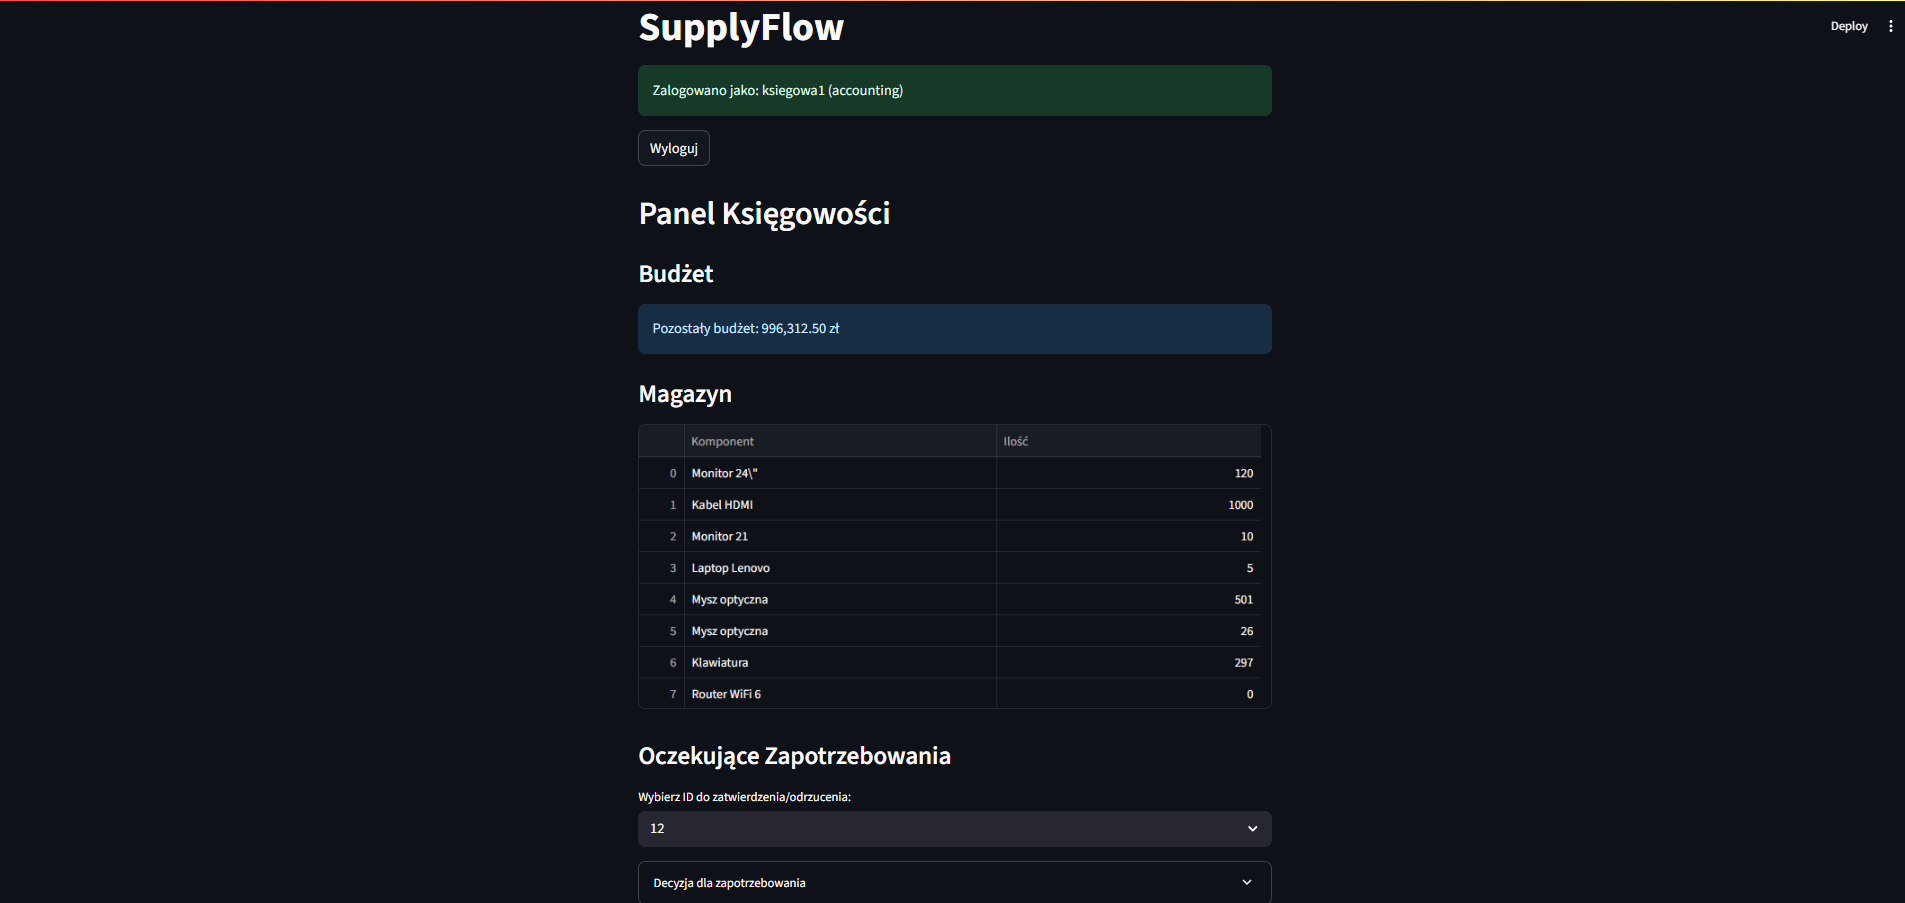 SupplyFlow
Deploy
Zalogowano jako: ksiegowa1 (accounting)
Wyloguj
Panel Księgowości
Budżet
Pozostały budżet: 996,312.50 zł
Magazyn
Komponent Ilość
0 Monitor 24\" 120
1 Kabel HDMI 1000
2 Monitor 21 10
3 Laptop Lenovo 5
4 Mysz optyczna 501
5 Mysz optyczna 26
6 Klawiatura 297
7 Router WiFi 6 0
Oczekujące Zapotrzebowania
Wybierz ID do zatwierdzenia/odrzucenia:
12
Decyzja dla zapotrzebowania